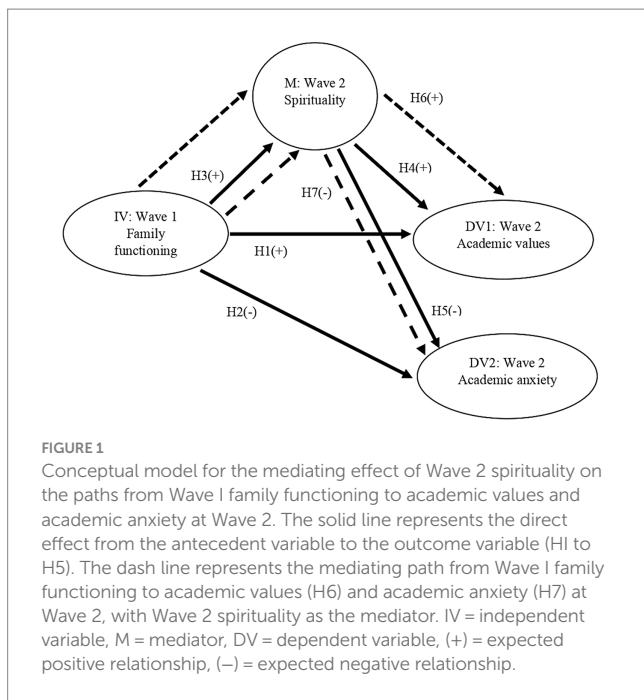 M: Wave 2
Spirituality
H6(+)
H3(+)
H4(+)
H7(-)
IV: Wave 1
Family
functioning
DV1: Wave 2
Academic values
H1(+)
H2(-)
H5(-)
DV2: Wave 2
Academic anxiety
FIGURE 1
Conceptual model for the mediating effect of Wave 2 spirituality on
the paths from Wave I family functioning to academic values and
academic anxiety at Wave 2. The solid line represents the direct
effect from the antecedent variable to the outcome variable (HI to
H5). The dash line represents the mediating path from Wave I family
functioning to academic values (H6) and academic anxiety (H7) at
Wave 2, with Wave 2 spirituality as the mediator. IV = independent
variable, M = mediator, DV = dependent variable, (+) = expected
positive relationship, (−) = expected negative relationship.